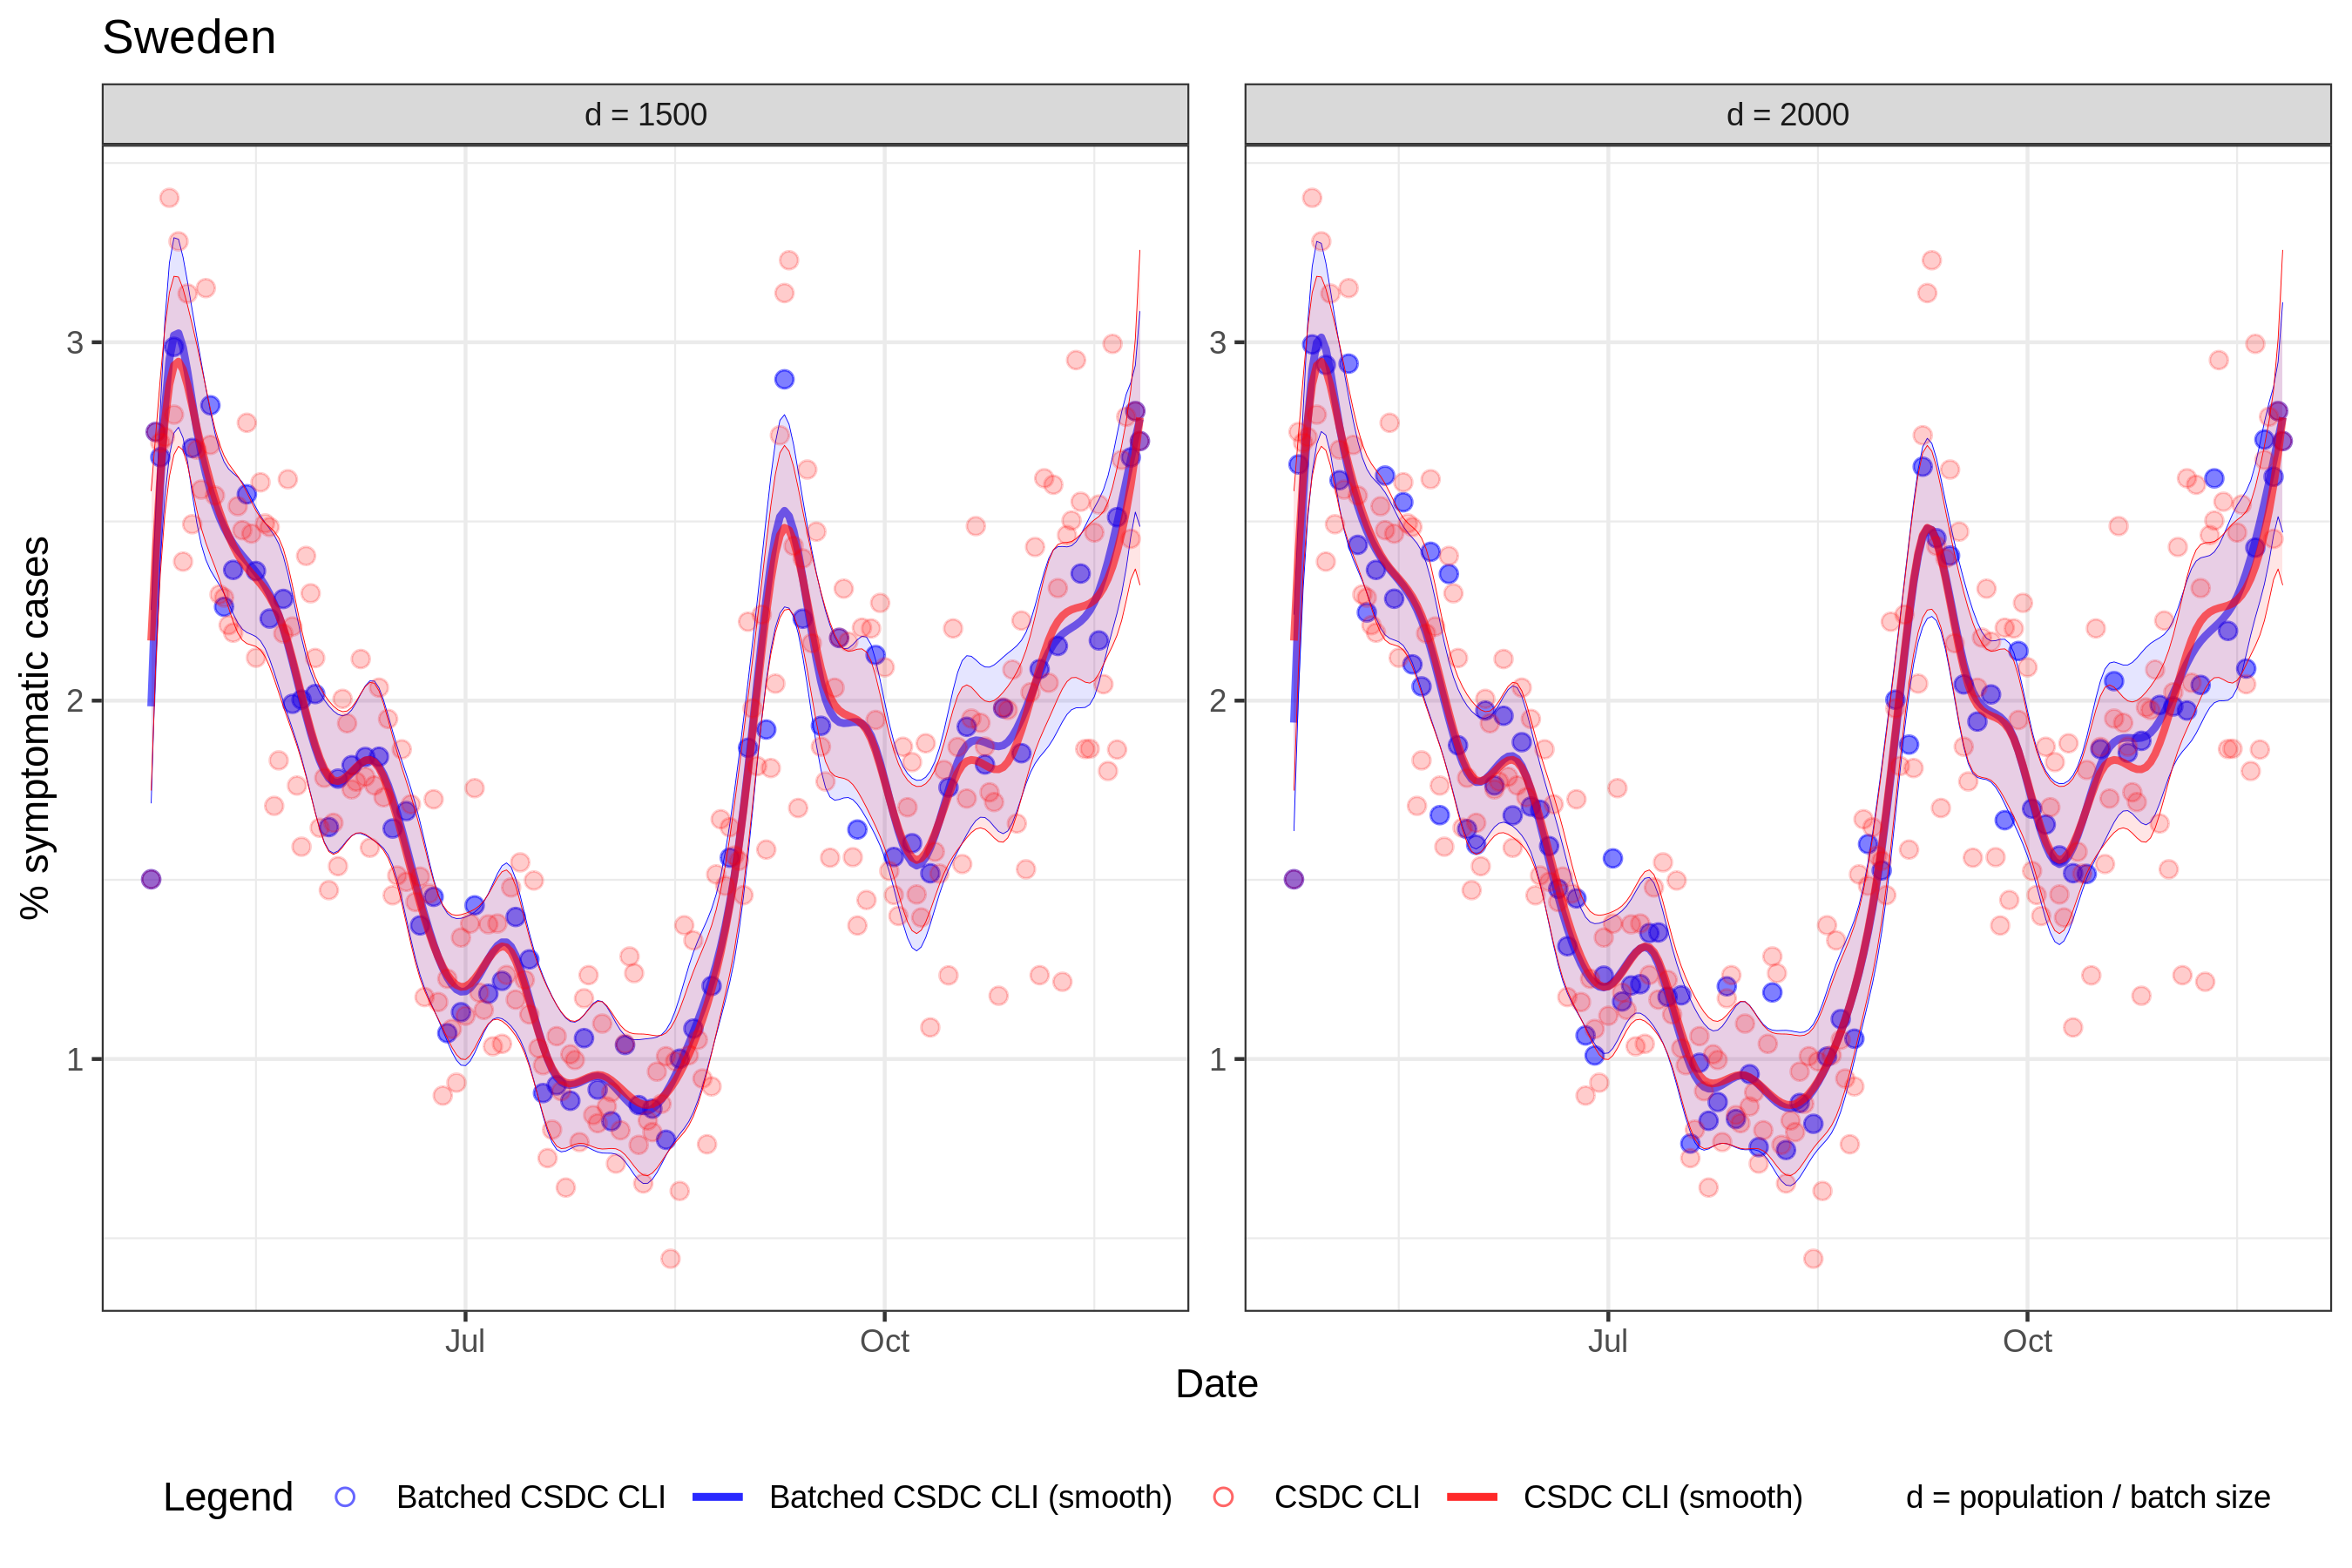 Sweden
d = 1500
d = 2000
% symptomatic cases
3
2
1
3
2
1
Jul
Oct
Jul
Oct
Date
Legend
Batched CSDC CLI
Batched CSDC CLI (smooth)
CSDC CLI
CSDC CLI (smooth)
d = population / batch size